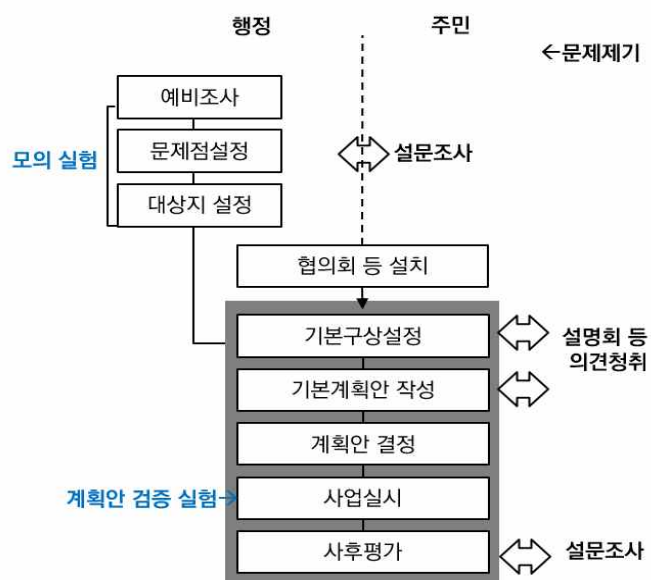 행정
주민
←문제제기
예비조사
모의 실험
문제점설정
설문조사
대상지 설정
협의회 등 설치
기본구상설정
설명회 등
의견청취
기본계획안 작성
계획안 결정
계획안 검증 실험→
사업실시
사후평가
설문조사